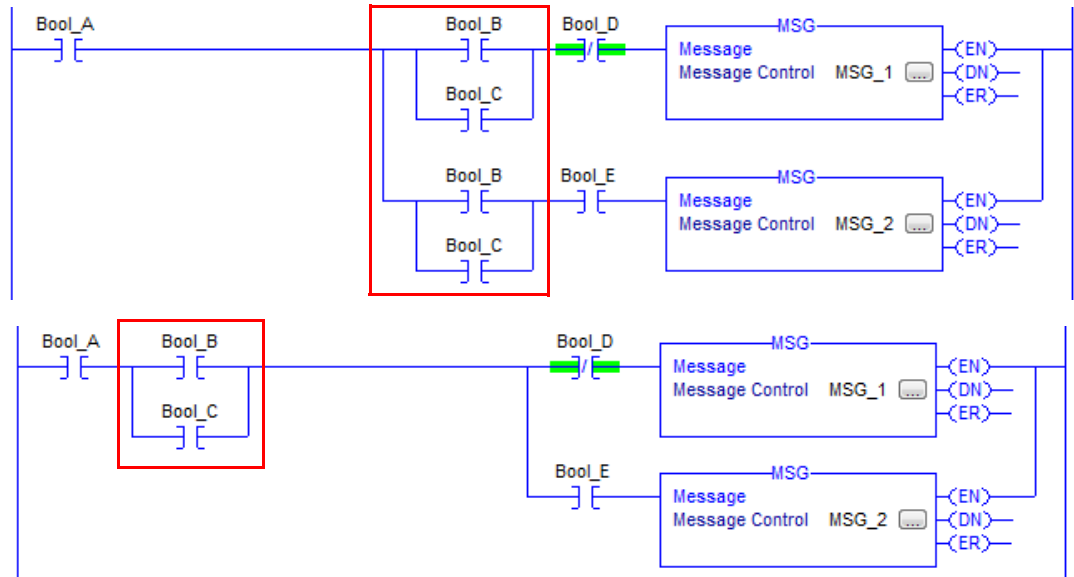 Bool_A Bool_B Bool_D MSG
Message (EN)
Message Control MSG_1 ... (DN)
Bool_C (ER)
Bool_B Bool_E MSG
Message (EN)
Message Control MSG_2 ... (DN)
Bool_C (ER)
Bool_A Bool_B Bool_D MSG
Message (EN)
Message Control MSG_1 ... (DN)
Bool_C (ER)
Bool_E MSG
Message (EN)
Message Control MSG_2 ... (DN)
(ER)